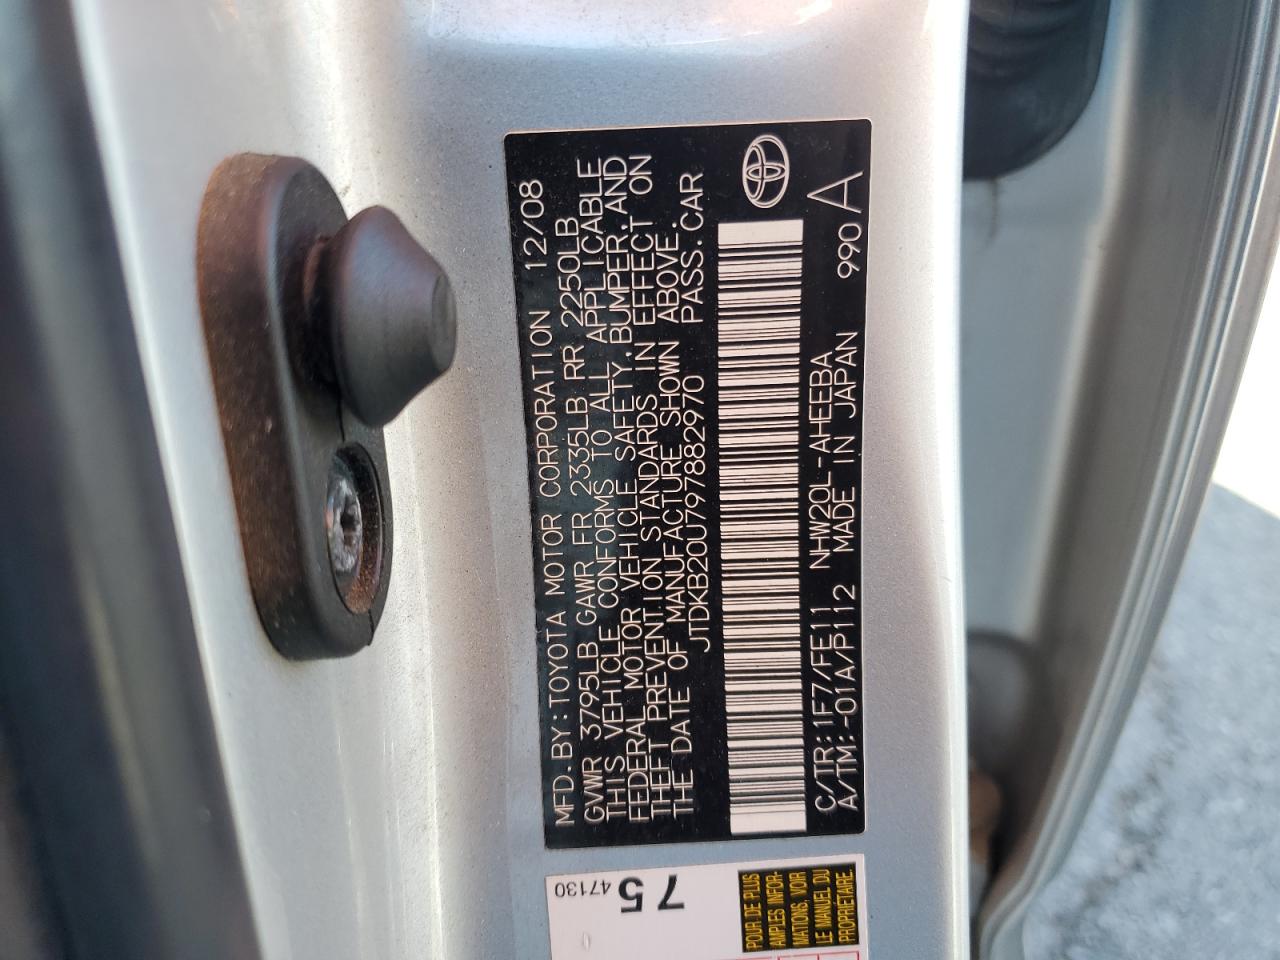 MFD. BY: TOYOTA MOTOR CORPORATION 12/08
GVWR 3795LB GAWR FR 2335LB RR 2250LB
THIS VEHICLE CONFORMS TO ALL APPLICABLE
FEDERAL MOTOR VEHICLE SAFETY, BUMPER, AND
THEFT PREVENTION STANDARDS IN EFFECT ON
THE DATE OF MANUFACTURE SHOWN ABOVE.
JTDKB20U797882970 PASS. CAR
C/TR: 1F7/FE11 NHW20L-AHEEBA
A/TM: -01A/P112 MADE IN JAPAN 990 A
75
47130
POUR DE PLUS
AMPLES INFOR-
MATIONS, VOIR
LE MANUEL DU
PROPRIÉTAIRE.